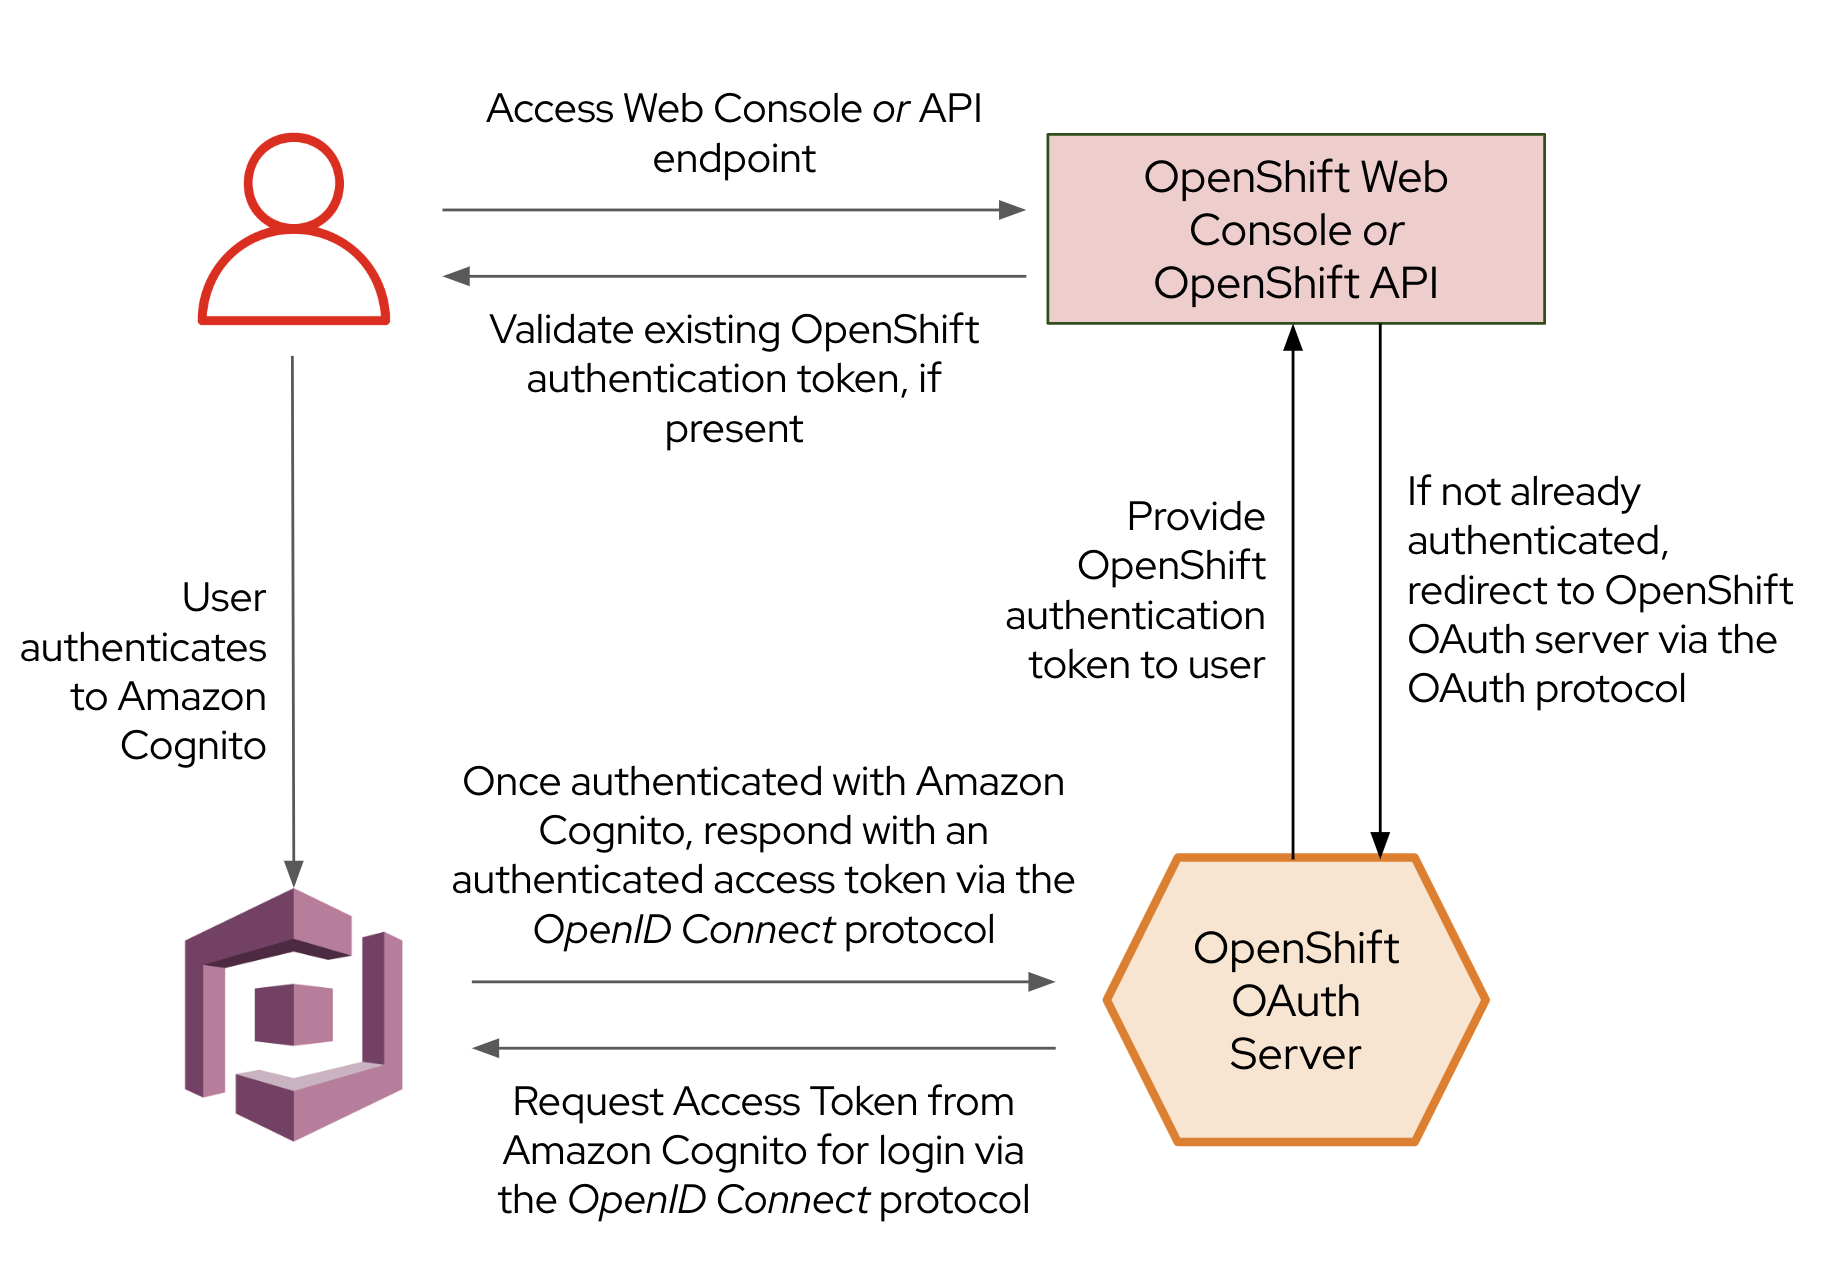 Access Web Console or API
endpoint
OpenShift Web
Console or
OpenShift API
Validate existing OpenShift
authentication token, if
present
Provide
OpenShift
authentication
token to user
If not already
authenticated,
redirect to OpenShift
OAuth server via the
OAuth protocol
User
authenticates
to Amazon
Cognito
Once authenticated with Amazon
Cognito, respond with an
authenticated access token via the
OpenID Connect protocol
OpenShift
OAuth
Server
Request Access Token from
Amazon Cognito for login via
the OpenID Connect protocol